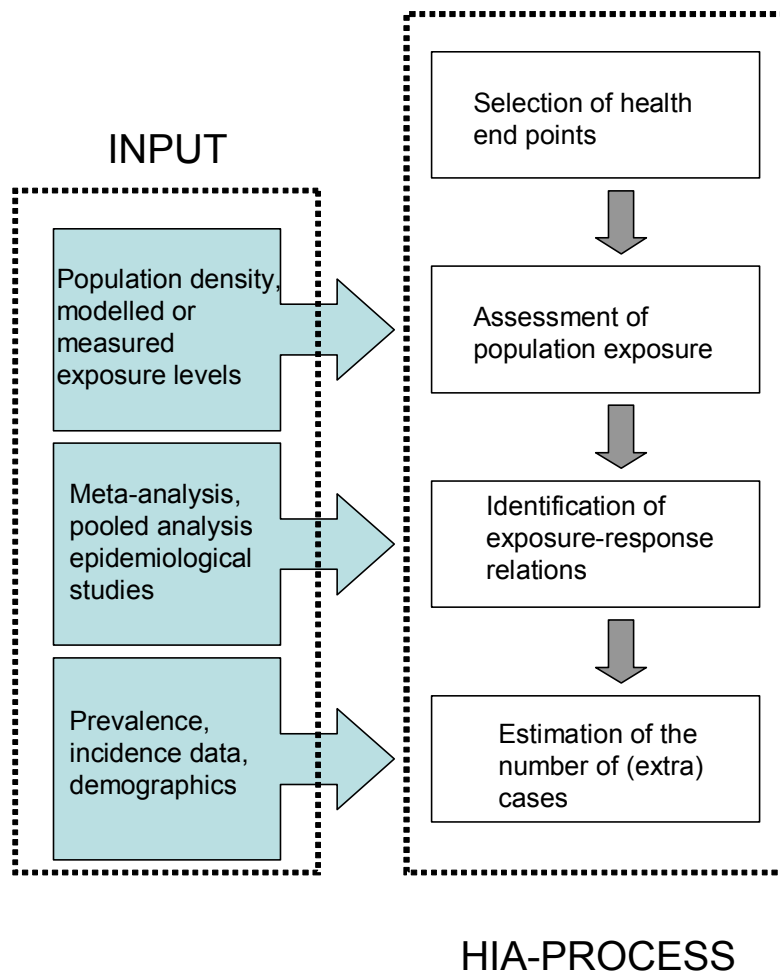 INPUT
Population density,
modelled or
measured
exposure levels
Meta-analysis,
pooled analysis
epidemiological
studies
Prevalence,
incidence data,
demographics
Selection of health
end points
Assessment of
population exposure
Identification of
exposure-response
relations
Estimation of the
number of (extra)
cases
HIA-PROCESS